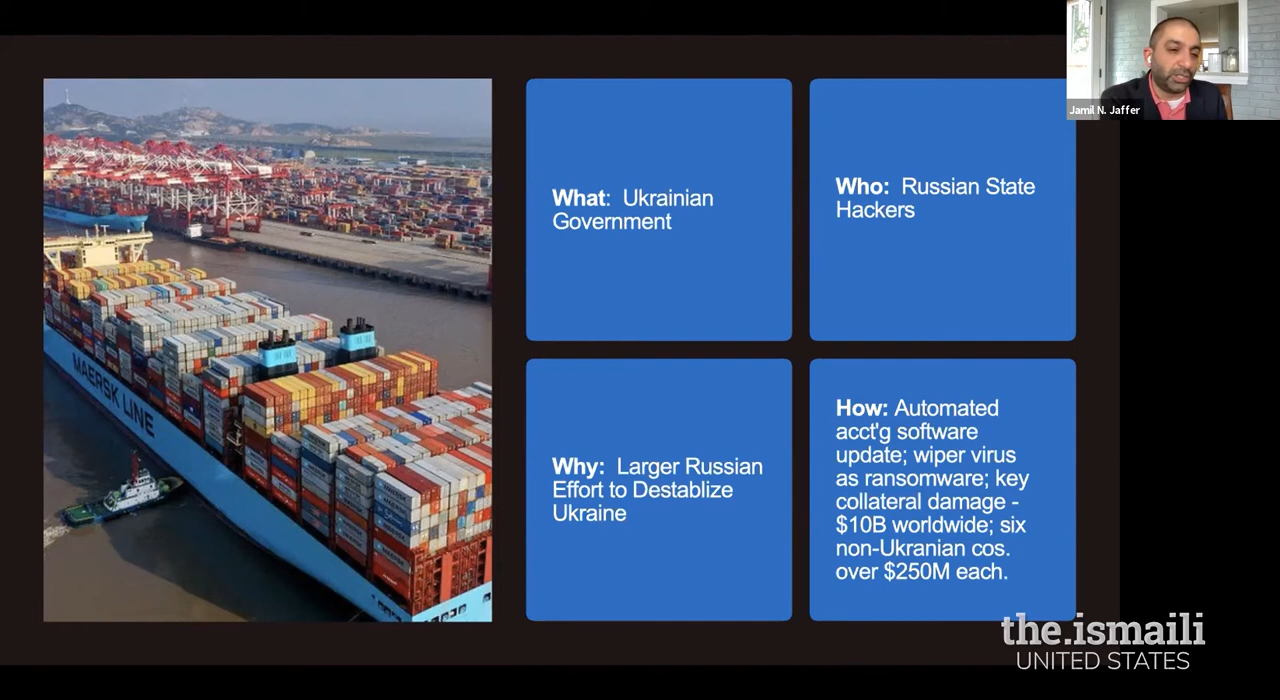 Jamil N. Jaffer
MAERSK LINE
What:  Ukrainian
Government
Who:  Russian State
Hackers
Why:  Larger Russian
Effort to Destablize
Ukraine
How: Automated
acct'g software
update; wiper virus
as ransomware; key
collateral damage -
$10B worldwide; six
non-Ukranian cos.
over $250M each.
the.ismaili
UNITED STATES